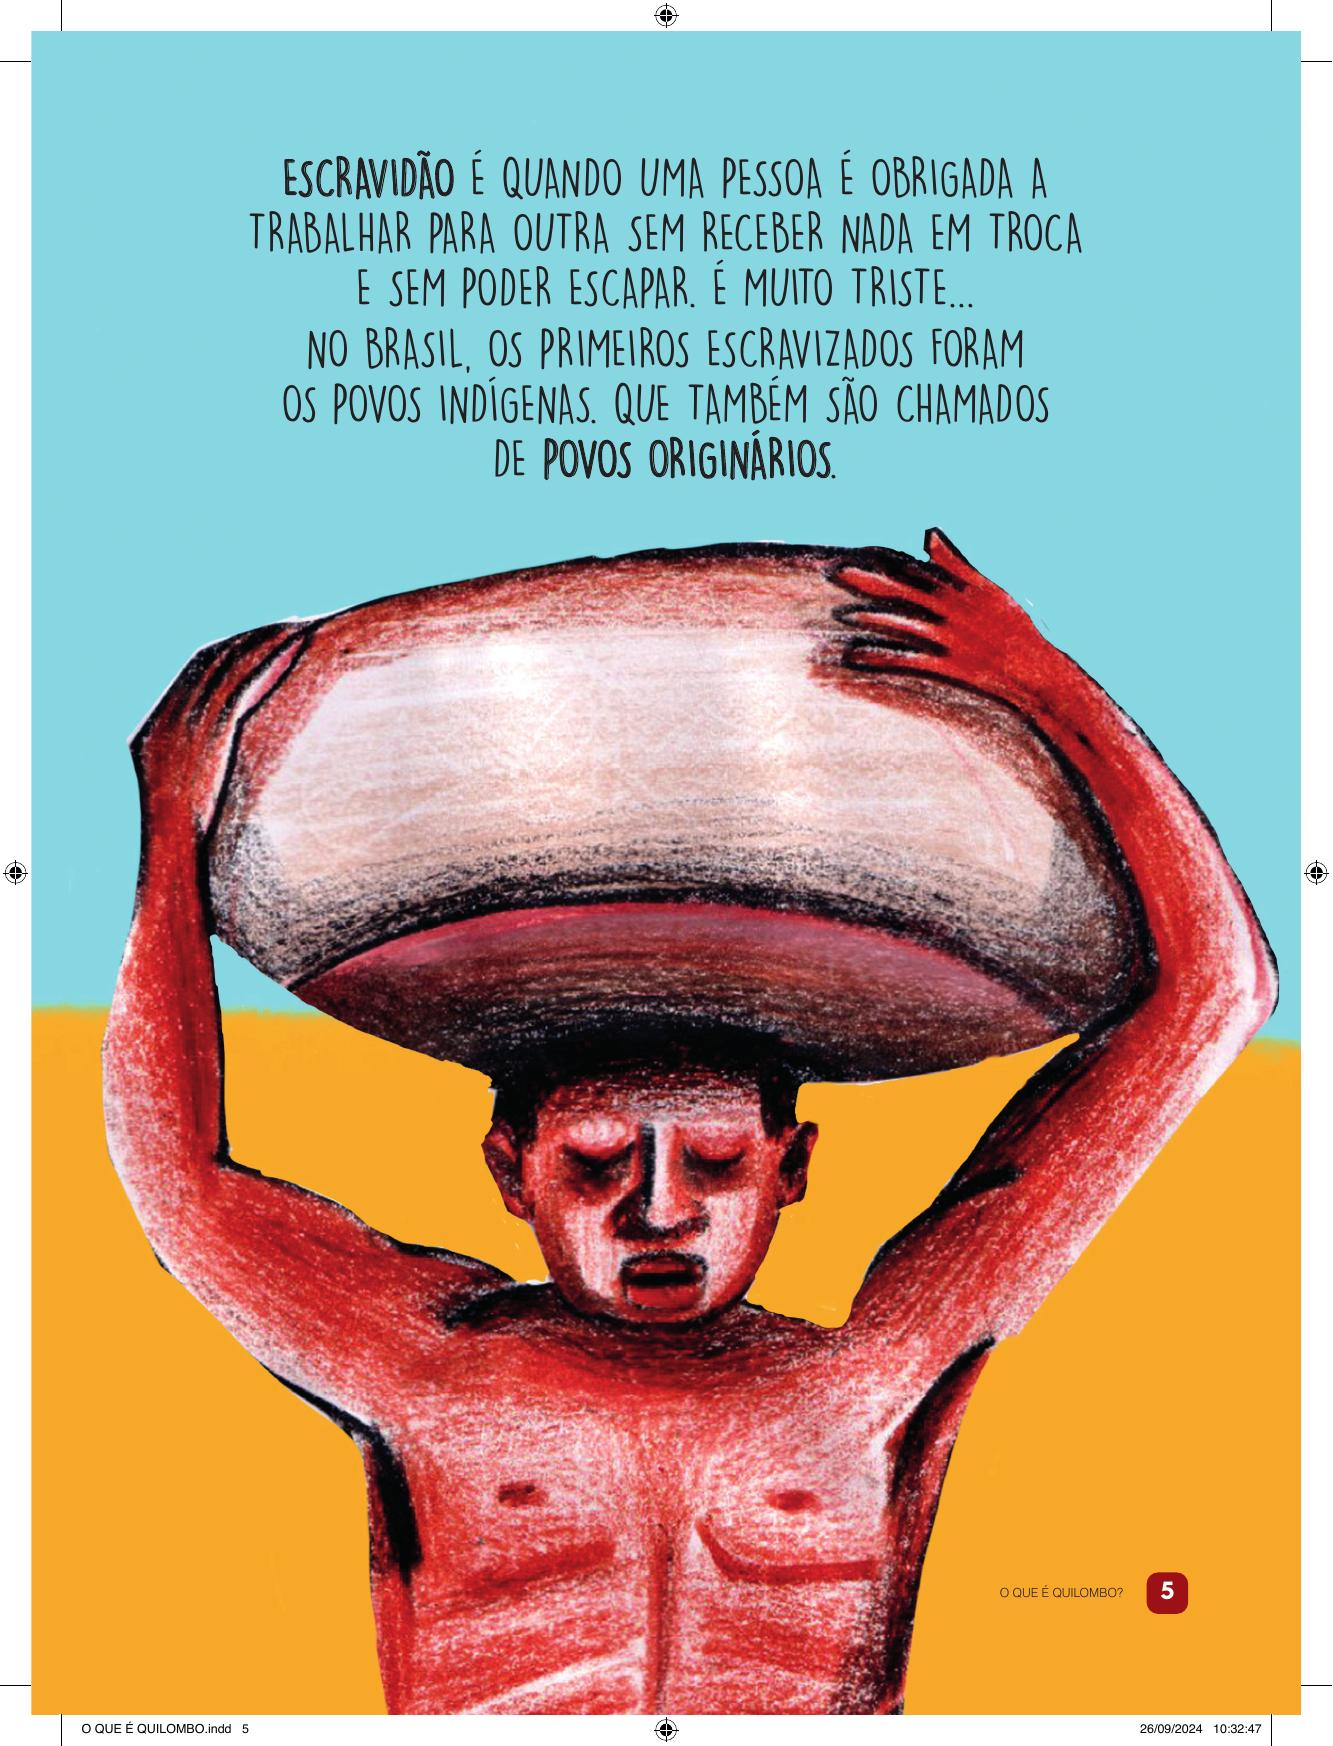 ESCRAVIDÃO É QUANDO UMA PESSOA É OBRIGADA A
TRABALHAR PARA OUTRA SEM RECEBER NADA EM TROCA
E SEM PODER ESCAPAR. É MUITO TRISTE...
NO BRASIL, OS PRIMEIROS ESCRAVIZADOS FORAM
OS POVOS INDÍGENAS. QUE TAMBÉM SÃO CHAMADOS
DE POVOS ORIGINÁRIOS.
O QUE É QUILOMBO? 5
O QUE É QUILOMBO.indd 5 26/09/2024 10:32:47